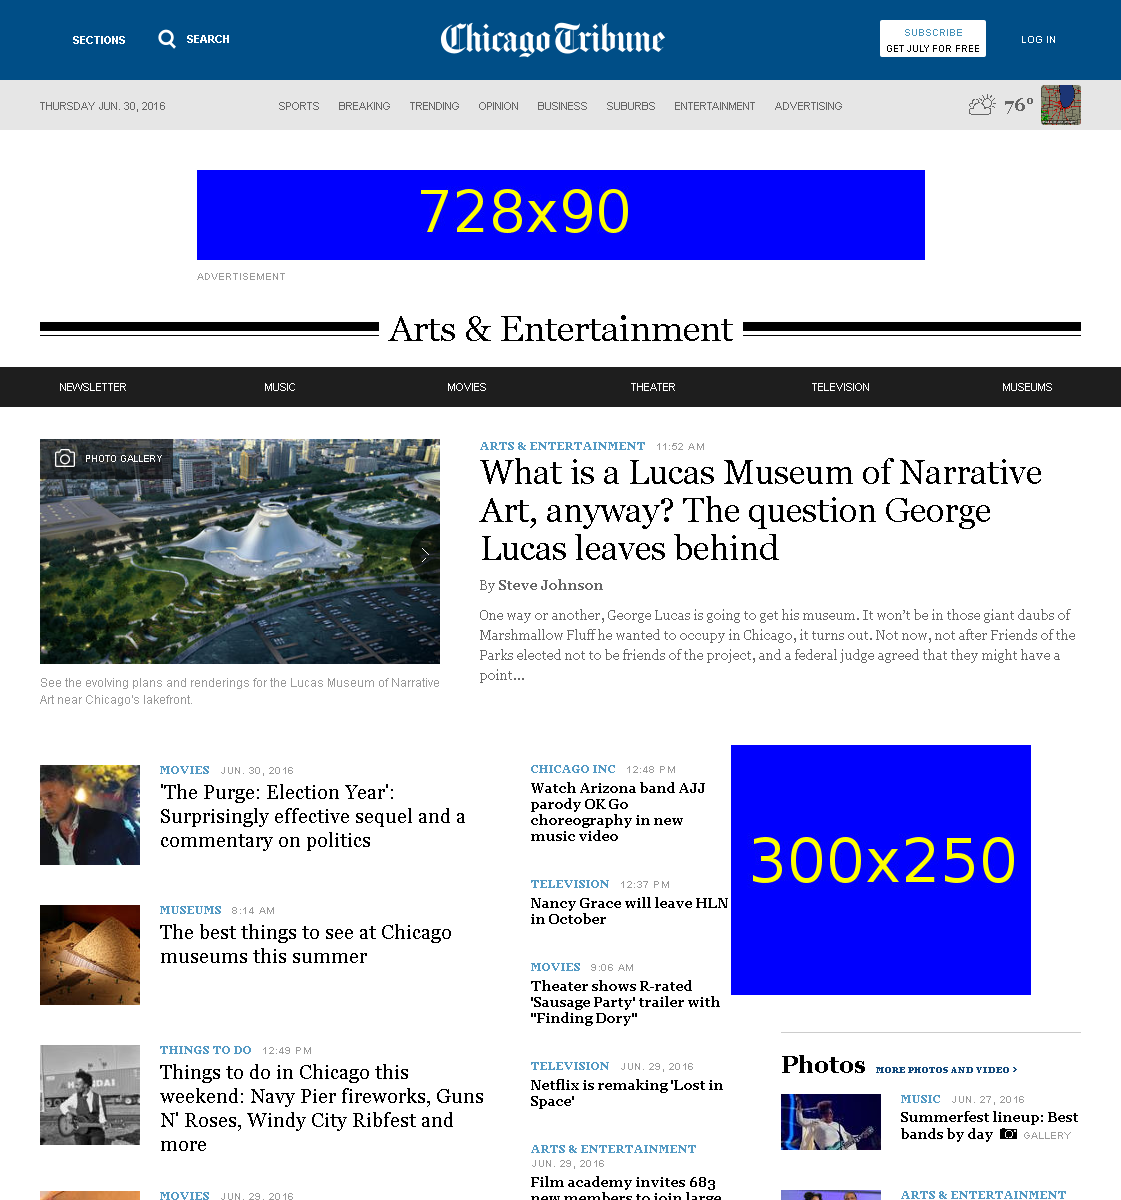 SECTIONS
SEARCH
Chicago Tribune
SUBSCRIBE
GET JULY FOR FREE
LOG IN
THURSDAY JUN. 30, 2016
SPORTS
BREAKING
TRENDING
OPINION
BUSINESS
SUBURBS
ENTERTAINMENT
ADVERTISING
76°
728x90
ADVERTISEMENT
Arts & Entertainment
NEWSLETTER
MUSIC
MOVIES
THEATER
TELEVISION
MUSEUMS
PHOTO GALLERY
See the evolving plans and renderings for the Lucas Museum of Narrative
Art near Chicago's lakefront.
ARTS & ENTERTAINMENT 11:52 AM
What is a Lucas Museum of Narrative
Art, anyway? The question George
Lucas leaves behind
By Steve Johnson
One way or another, George Lucas is going to get his museum. It won't be in those giant daubs of
Marshmallow Fluff he wanted to occupy in Chicago, it turns out. Not now, not after Friends of the
Parks elected not to be friends of the project, and a federal judge agreed that they might have a
point...
MOVIES JUN. 30, 2016
'The Purge: Election Year':
Surprisingly effective sequel and a
commentary on politics
MUSEUMS 8:14 AM
The best things to see at Chicago
museums this summer
THINGS TO DO 12:49 PM
Things to do in Chicago this
weekend: Navy Pier fireworks, Guns
N' Roses, Windy City Ribfest and
more
MOVIES JUN. 29, 2016
CHICAGO INC 12:48 PM
Watch Arizona band AJJ
parody OK Go
choreography in new
music video
TELEVISION 12:37 PM
Nancy Grace will leave HLN
in October
MOVIES 9:06 AM
Theater shows R-rated
'Sausage Party' trailer with
"Finding Dory"
TELEVISION JUN. 29, 2016
Netflix is remaking 'Lost in
Space'
ARTS & ENTERTAINMENT
JUN. 29, 2016
Film academy invites 683
new members to join large
300x250
Photos MORE PHOTOS AND VIDEO >
MUSIC JUN. 27, 2016
Summerfest lineup: Best
bands by day GALLERY
ARTS & ENTERTAINMENT